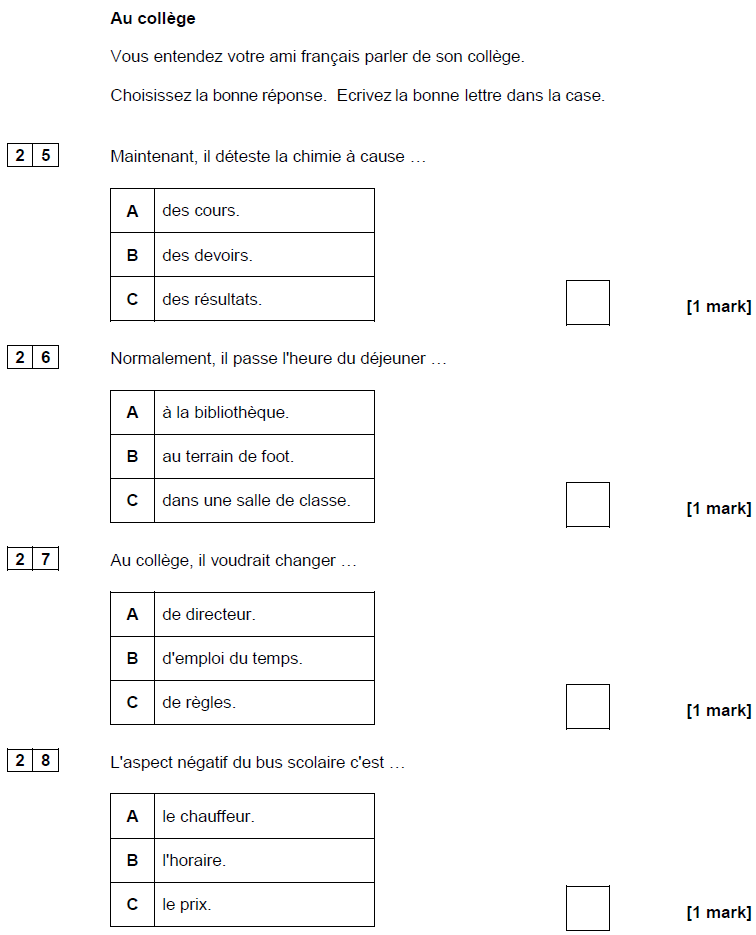 Au collège
Vous entendez votre ami français parler de son collège.
Choisissez la bonne réponse. Ecrivez la bonne lettre dans la case.
2 5 Maintenant, il déteste la chimie à cause …
A des cours.
B des devoirs.
C des résultats.
[1 mark]
2 6 Normalement, il passe l'heure du déjeuner …
A à la bibliothèque.
B au terrain de foot.
C dans une salle de classe.
[1 mark]
2 7 Au collège, il voudrait changer …
A de directeur.
B d'emploi du temps.
C de règles.
[1 mark]
2 8 L'aspect négatif du bus scolaire c'est …
A le chauffeur.
B l'horaire.
C le prix.
[1 mark]